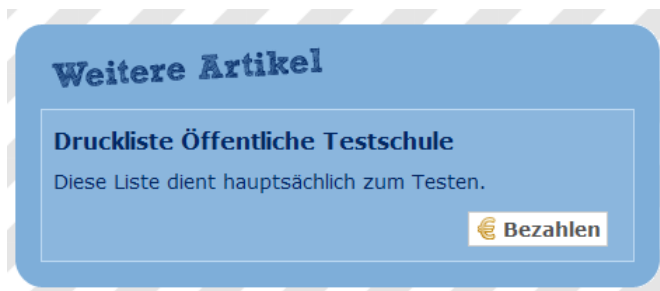 Weitere Artikel
Druckliste Öffentliche Testschule
Diese Liste dient hauptsächlich zum Testen.
€ Bezahlen